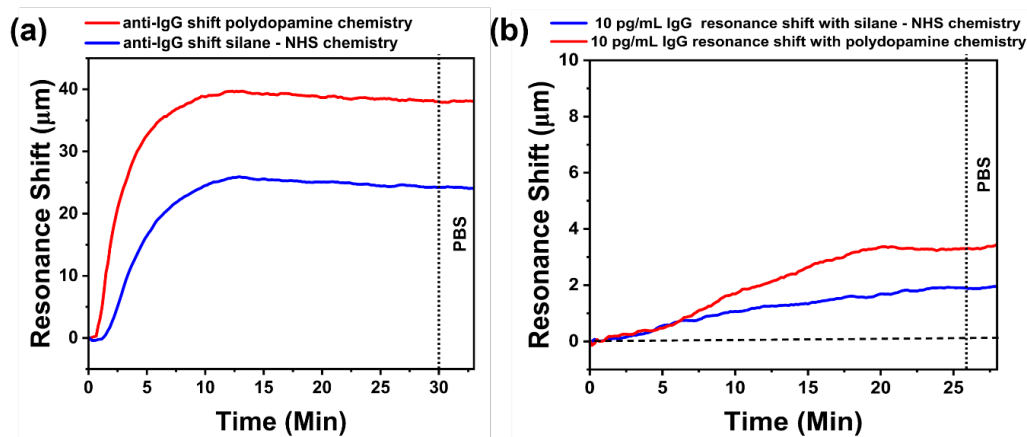 (a)
anti-IgG shift polydopamine chemistry
anti-IgG shift silane - NHS chemistry
Resonance Shift (μm)
40
30
20
10
0
PBS
0
5
10
15
20
25
30
Time (Min)
(b)
10 pg/mL IgG resonance shift with silane - NHS chemistry
10 pg/mL IgG resonance shift with polydopamine chemistry
Resonance Shift (μm)
10
8
6
4
2
0
PBS
0
5
10
15
20
25
Time (Min)